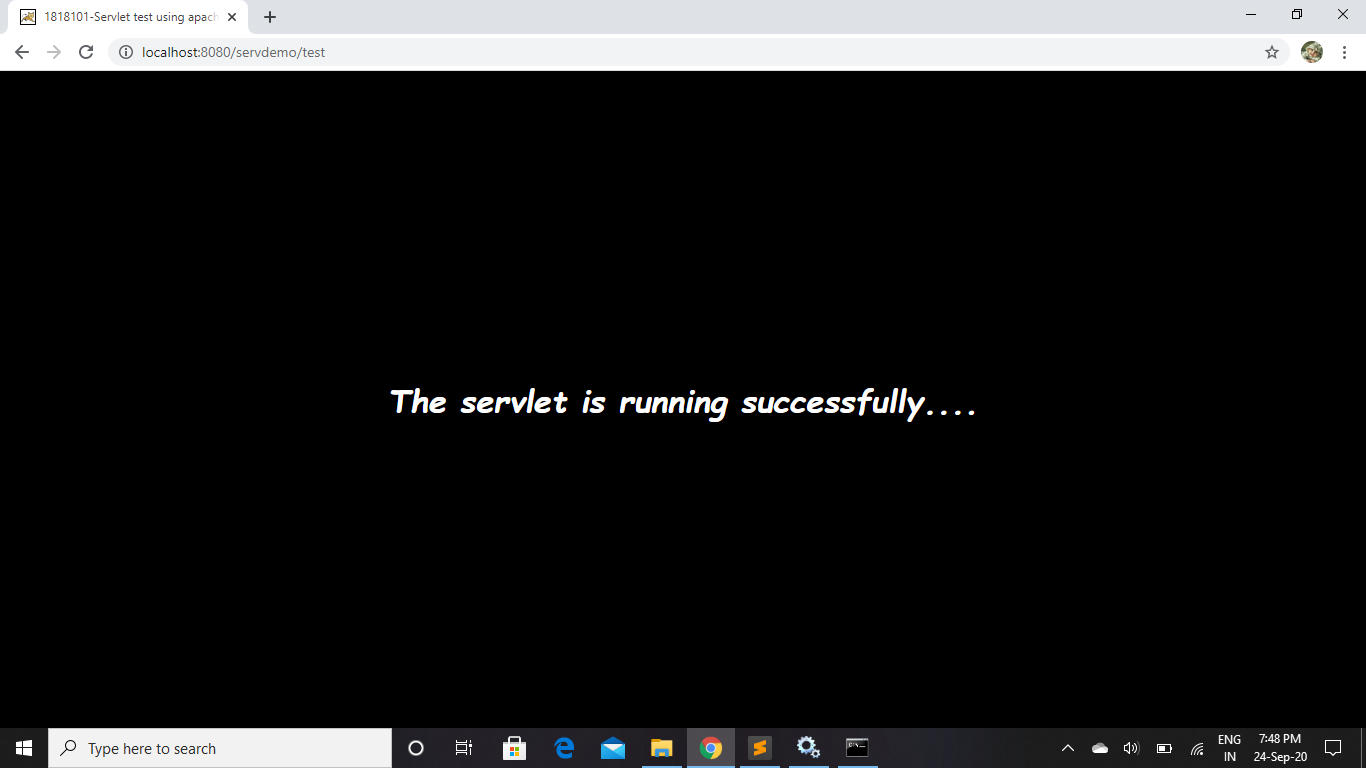 1818101-Servlet test using apach
localhost:8080/servdemo/test
The servlet is running successfully....
Type here to search
ENG
IN
7:48 PM
24-Sep-20